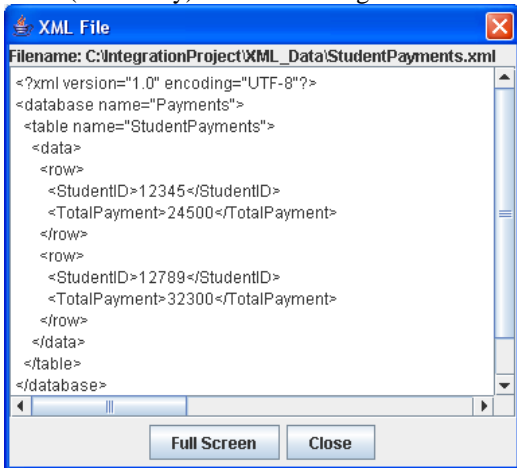 XML File
Filename: C:\IntegrationProject\XML_Data\StudentPayments.xml
<?xml version="1.0" encoding="UTF-8"?>
<database name="Payments">
<table name="StudentPayments">
<data>
<row>
<StudentID>12345</StudentID>
<TotalPayment>24500</TotalPayment>
</row>
<row>
<StudentID>12789</StudentID>
<TotalPayment>32300</TotalPayment>
</row>
</data>
</table>
</database>
Full Screen Close